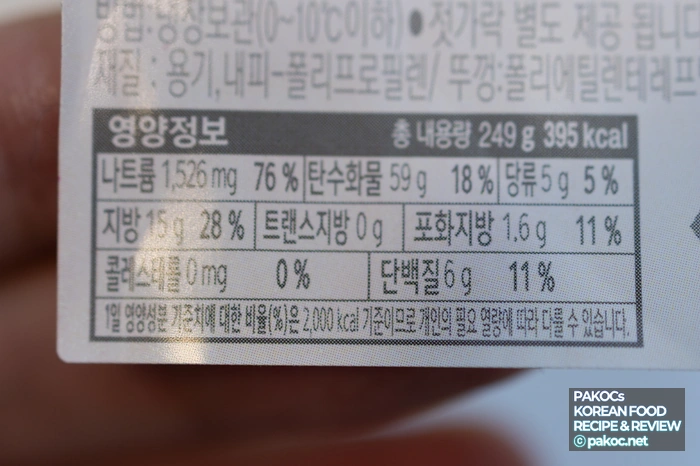 방법:냉장보관(0~10℃이하) ●젓가락 별도 제공 됩니다
재질 : 용기,내피-폴리프로필렌/ 뚜껑:폴리에틸렌테레프
영양정보 총 내용량 249 g 395 kcal
나트륨 1,526 mg 76 % 탄수화물 59 g 18 % 당류 5 g 5 %
지방 15 g 28 % 트랜스지방 0 g 포화지방 1.6 g 11 %
콜레스테롤 0 mg 0 % 단백질 6 g 11 %
1일 영양성분 기준치에 대한 비율(%)은 2,000 kcal 기준이므로 개인의 필요 열량에 따라 다를 수 있습니다.
PAKOCs
KOREAN FOOD
RECIPE & REVIEW
ⓒ pakoc.net